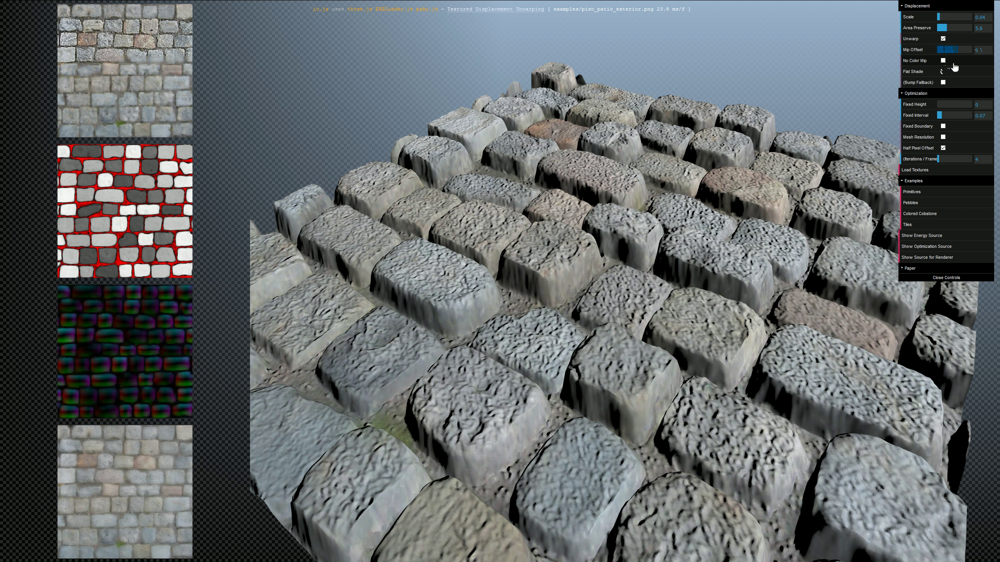 ic.js uses three.js EXRLoader.js pako.js – Textured Displacement Unwarping [ examples/piso_patio_exterior.png 23.8 ms/f ]
Displacement
Scale 0.04
Area Preserve 5.6
Unwarp
Mip Offset
No Color Mip
Flat Shade
(Bump Fallback)
Optimization
Fixed Height 0
Fixed Interval 0.07
Fixed Boundary
Mesh Resolution
Half Pixel Offset
(Iterations / Frame 4
Load Textures
Examples
Primitives
Pebbles
Colored Cobstone
Tiles
Show Energy Source
Show Optimization Source
Show Source for Renderer
Paper
Close Controls